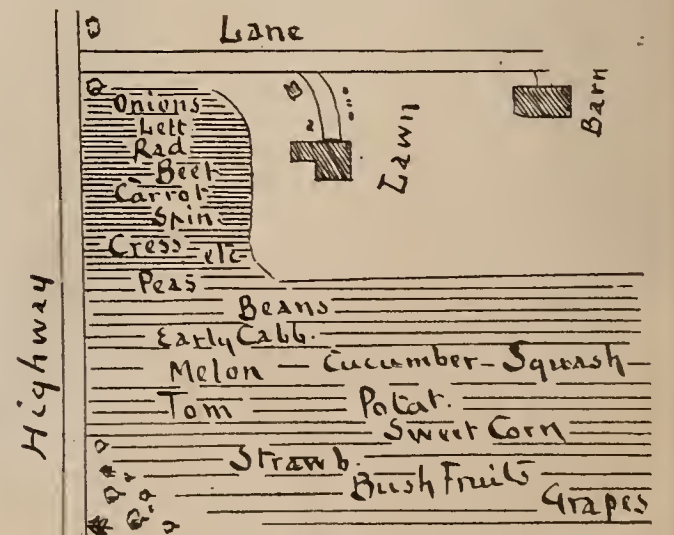 Lane
Barn
Lawn
Highway
Onions
Lett
Rad
Beet
Carrot
Spin
Cress etc
Peas
Beans
Early Cabb.
Melon — Cucumber - Squash
Tom Potat.
Sweet Corn
Strawb.
Bush Fruits
Grapes